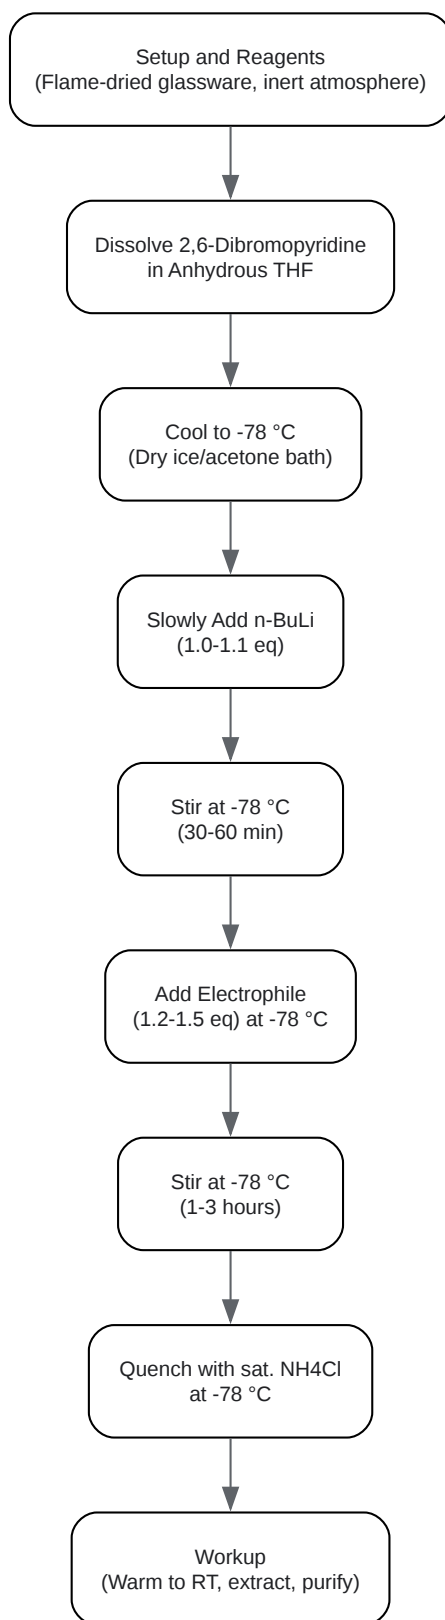 Setup and Reagents
(Flame-dried glassware, inert atmosphere)
Dissolve 2,6-Dibromopyridine
in Anhydrous THF
Cool to -78 °C
(Dry ice/acetone bath)
Slowly Add n-BuLi
(1.0-1.1 eq)
Stir at -78 °C
(30-60 min)
Add Electrophile
(1.2-1.5 eq) at -78 °C
Stir at -78 °C
(1-3 hours)
Quench with sat. NH4Cl
at -78 °C
Workup
(Warm to RT, extract, purify)